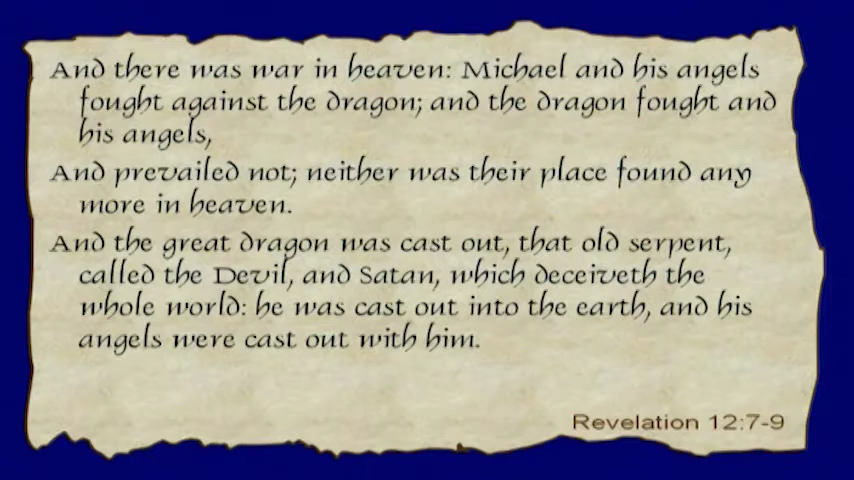 And there was war in heaven: Michael and his angels
fought against the dragon; and the dragon fought and
his angels,
And prevailed not; neither was their place found any
more in heaven.
And the great dragon was cast out, that old serpent,
called the Devil, and Satan, which deceiveth the
whole world: he was cast out into the earth, and his
angels were cast out with him.
Revelation 12:7-9